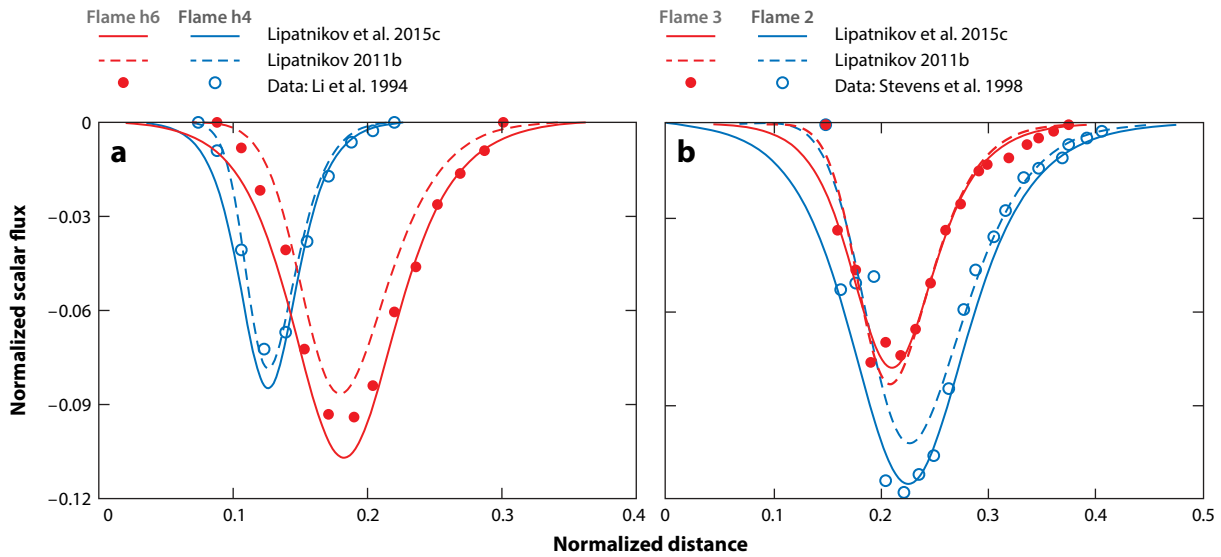 Flame h6 Flame h4
Lipatnikov et al. 2015c
Lipatnikov 2011b
Data: Li et al. 1994
Flame 3 Flame 2
Lipatnikov et al. 2015c
Lipatnikov 2011b
Data: Stevens et al. 1998
a
b
Normalized scalar flux
0
−0.03
−0.06
−0.09
−0.12
0 0.1 0.2 0.3 0.4
0 0.1 0.2 0.3 0.4 0.5
Normalized distance